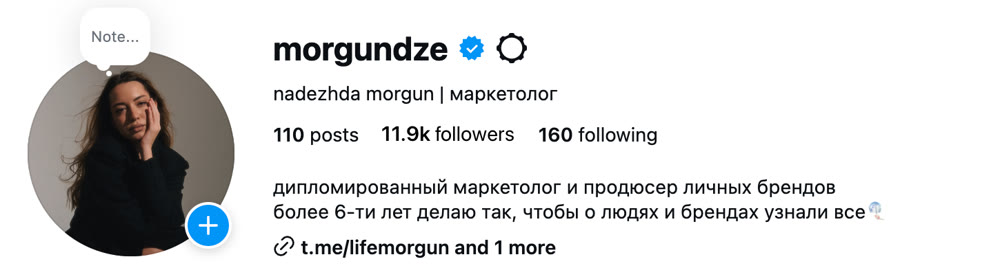 Note...
morgundze
nadezhda morgun | маркетолог
110 posts 11.9k followers 160 following
дипломированный маркетолог и продюсер личных брендов
более 6-ти лет делаю так, чтобы о людях и брендах узнали все
t.me/lifemorgun and 1 more